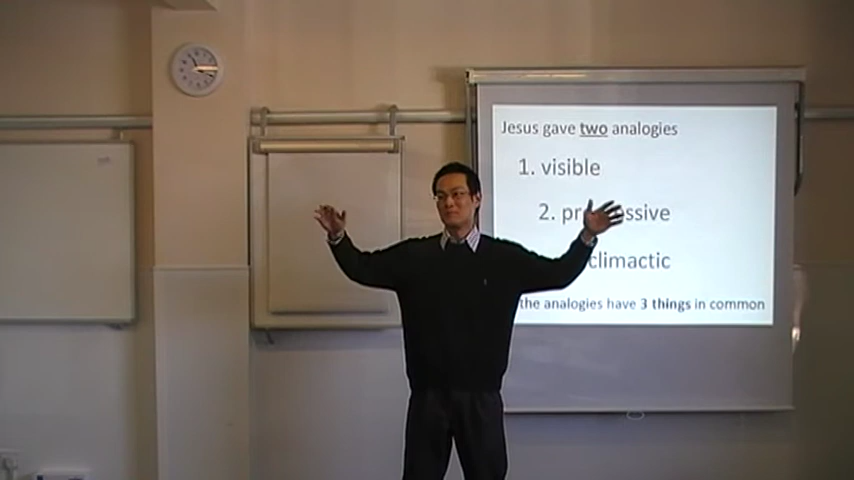 Jesus gave two analogies
1. visible
2.
climactic
the analogies have 3 things in common